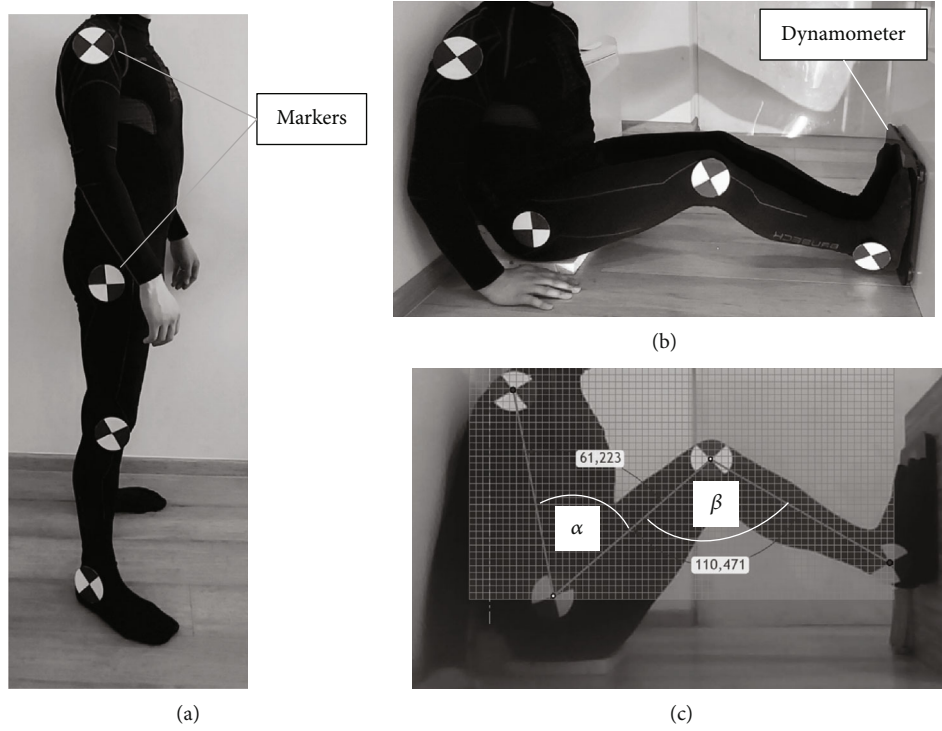 Markers
(a)
Dynamometer
(b)
61,223
α
β
110,471
(c)